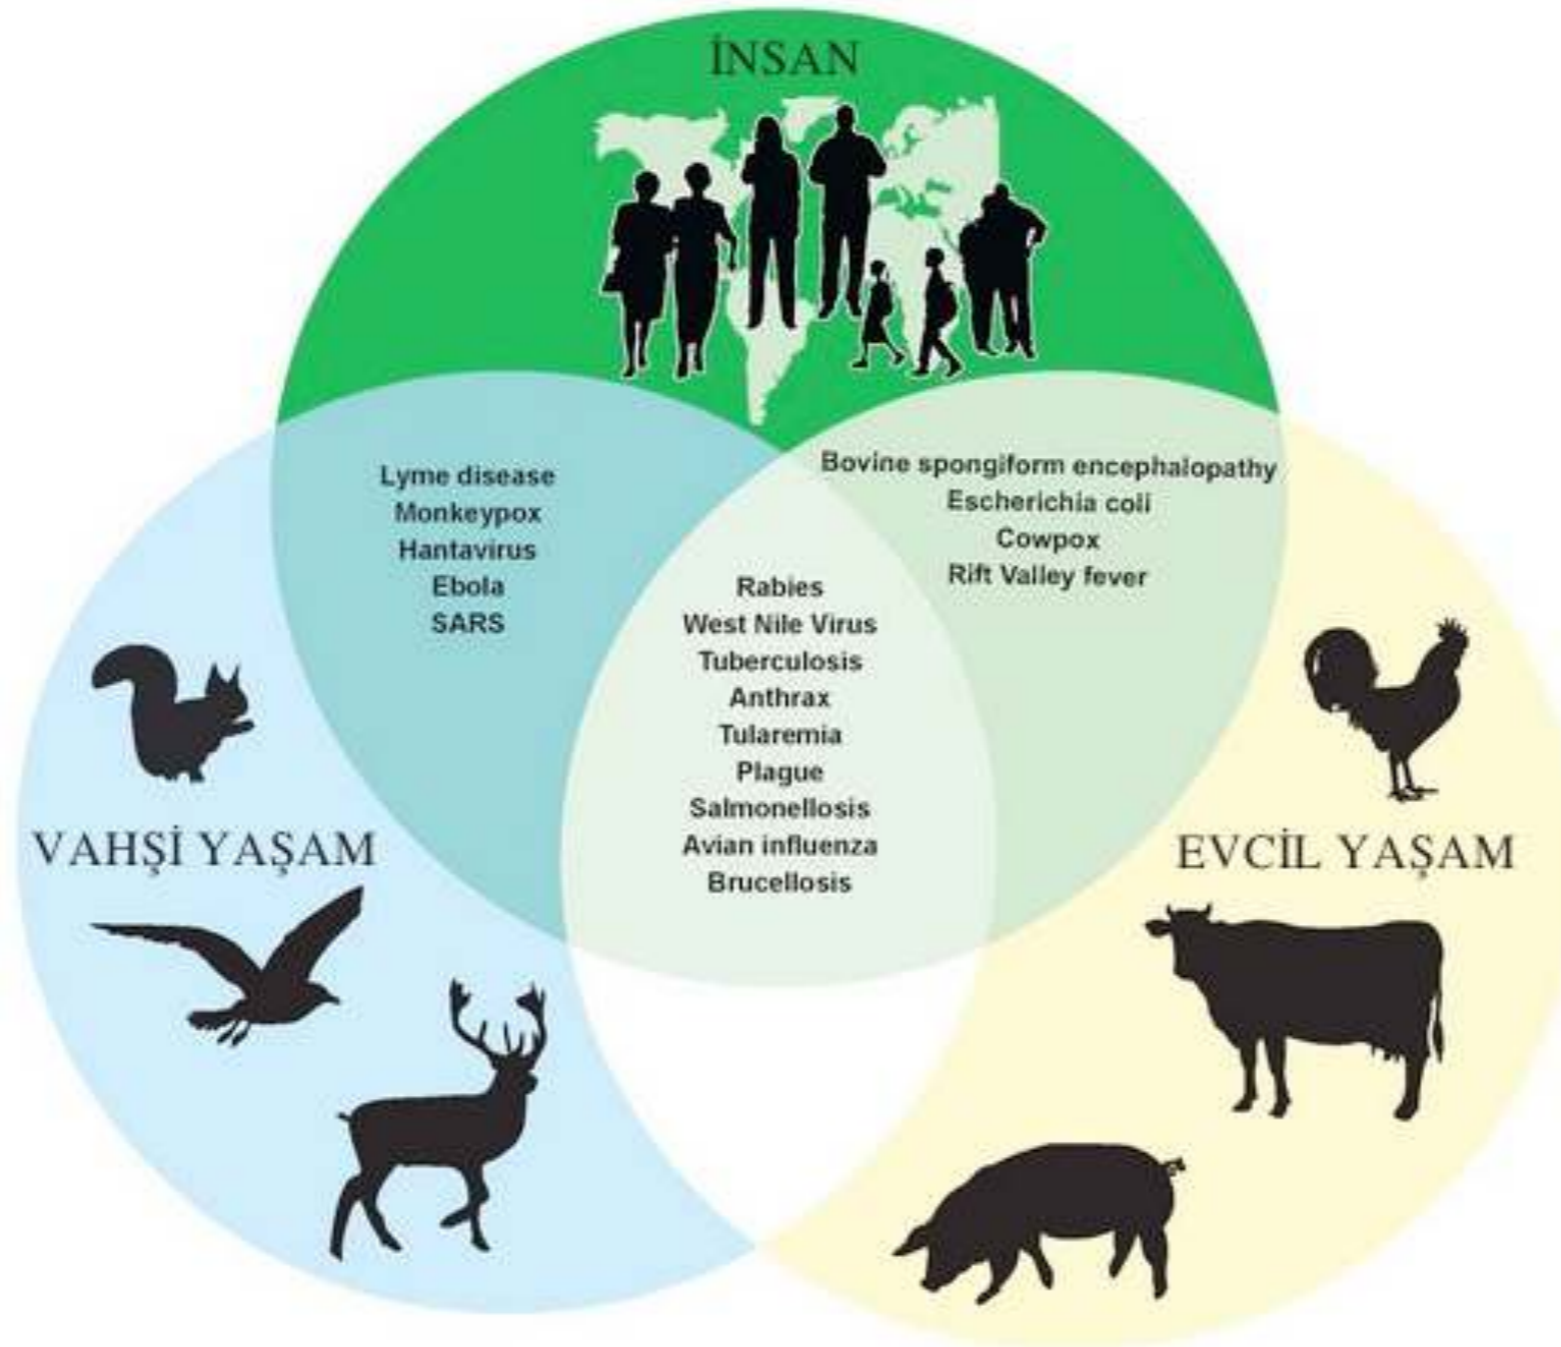 İNSAN
Lyme disease
Monkeypox
Hantavirus
Ebola
SARS
Bovine spongiform encephalopathy
Escherichia coli
Cowpox
Rift Valley fever
Rabies
West Nile Virus
Tuberculosis
Anthrax
Tularemia
Plague
Salmonellosis
Avian influenza
Brucellosis
VAHŞİ YAŞAM
EVCİL YAŞAM